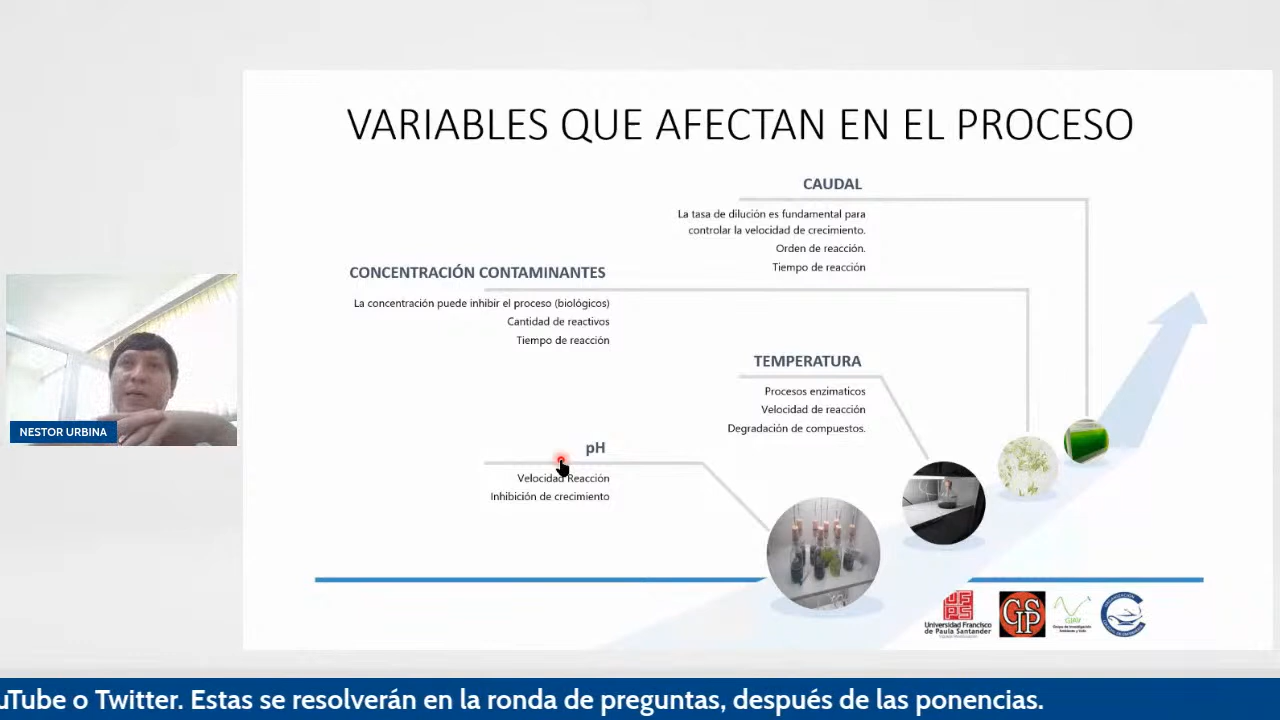 VARIABLES QUE AFECTAN EN EL PROCESO
CAUDAL
La tasa de dilución es fundamental para
controlar la velocidad de crecimiento.
Orden de reacción.
Tiempo de reacción
CONCENTRACIÓN CONTAMINANTES
La concentración puede inhibir el proceso (biológicos)
Cantidad de reactivos
Tiempo de reacción
TEMPERATURA
Procesos enzimaticos
Velocidad de reacción
Degradación de compuestos.
pH
Velocidad Reacción
Inhibición de crecimiento
NESTOR URBINA
UFPS
Universidad Francisco
de Paula Santander
GIAV
uTube o Twitter. Estas se resolverán en la ronda de preguntas, después de las ponencias.